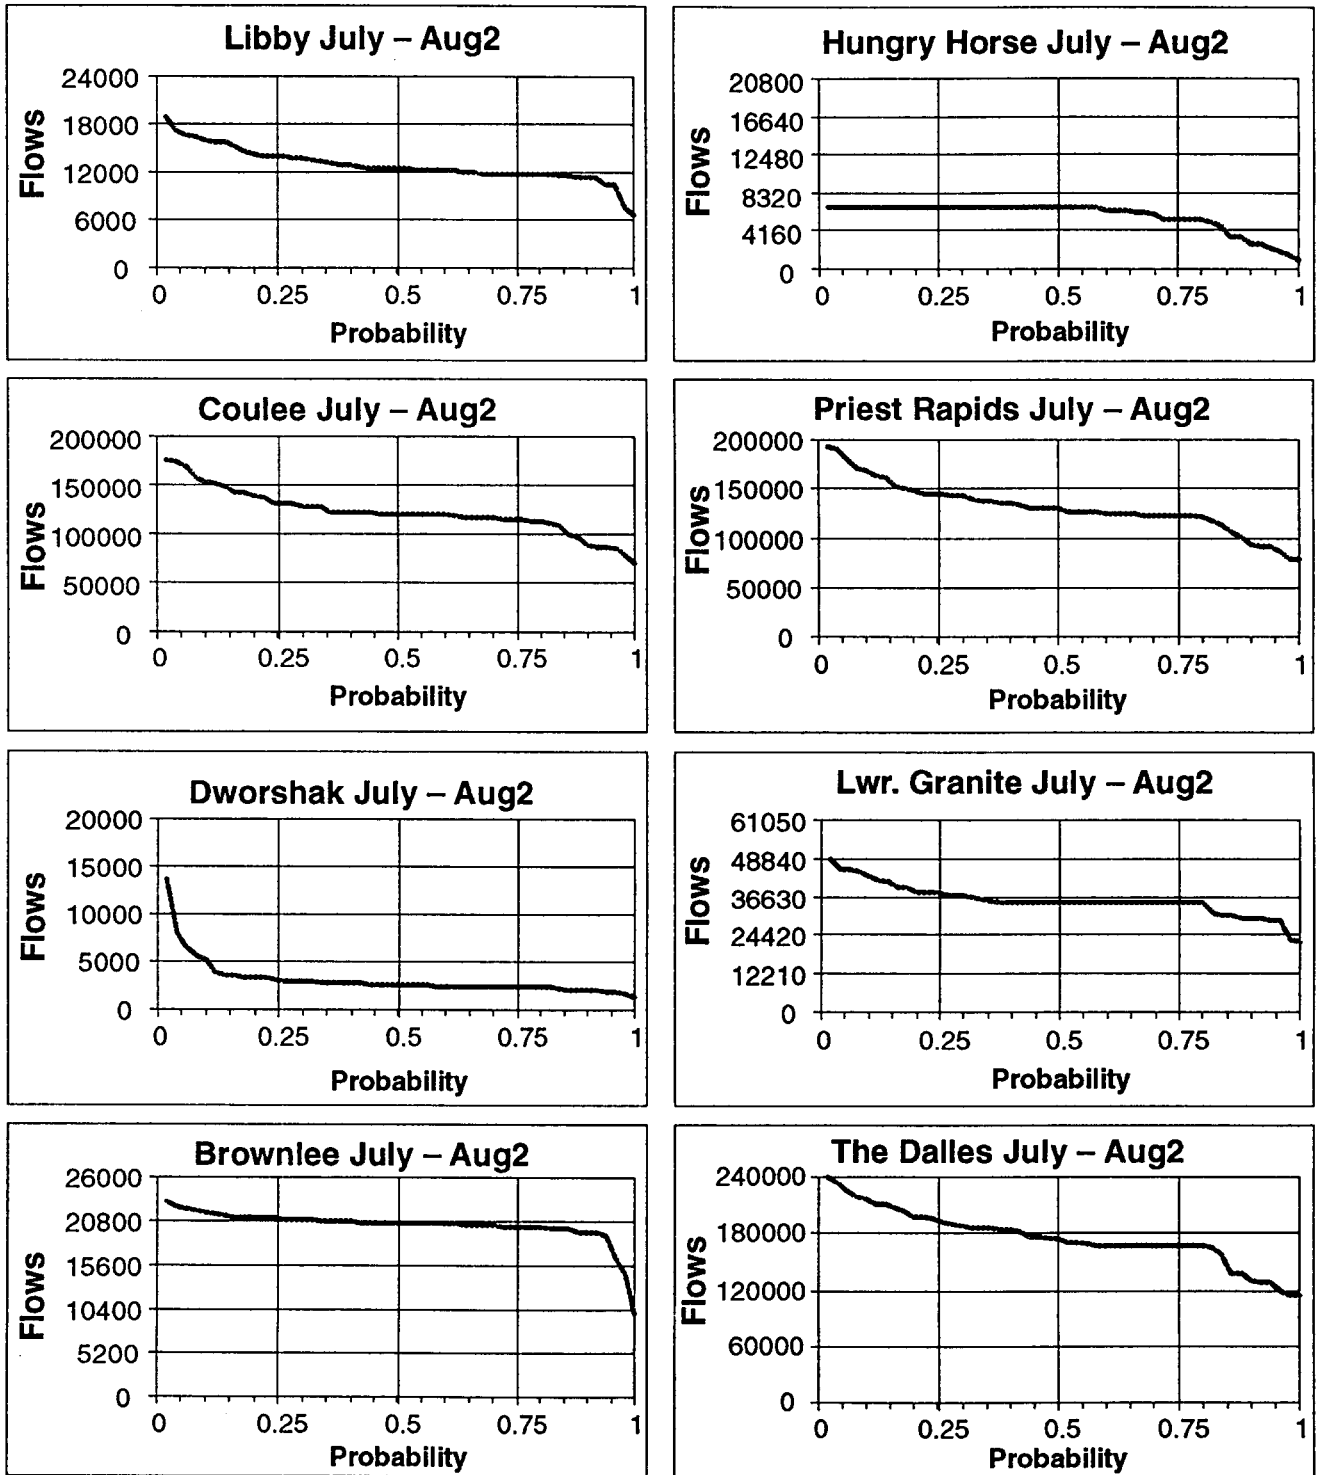 Libby July – Aug2
24000
18000
12000
6000
0
Flows
0 0.25 0.5 0.75 1
Probability
Hungry Horse July – Aug2
20800
16640
12480
8320
4160
0
Flows
0 0.25 0.5 0.75 1
Probability
Coulee July – Aug2
200000
150000
100000
50000
0
Flows
0 0.25 0.5 0.75 1
Probability
Priest Rapids July – Aug2
200000
150000
100000
50000
0
Flows
0 0.25 0.5 0.75 1
Probability
Dworshak July – Aug2
20000
15000
10000
5000
0
Flows
0 0.25 0.5 0.75 1
Probability
Lwr. Granite July – Aug2
61050
48840
36630
24420
12210
0
Flows
0 0.25 0.5 0.75 1
Probability
Brownlee July – Aug2
26000
20800
15600
10400
5200
0
Flows
0 0.25 0.5 0.75 1
Probability
The Dalles July – Aug2
240000
180000
120000
60000
0
Flows
0 0.25 0.5 0.75 1
Probability